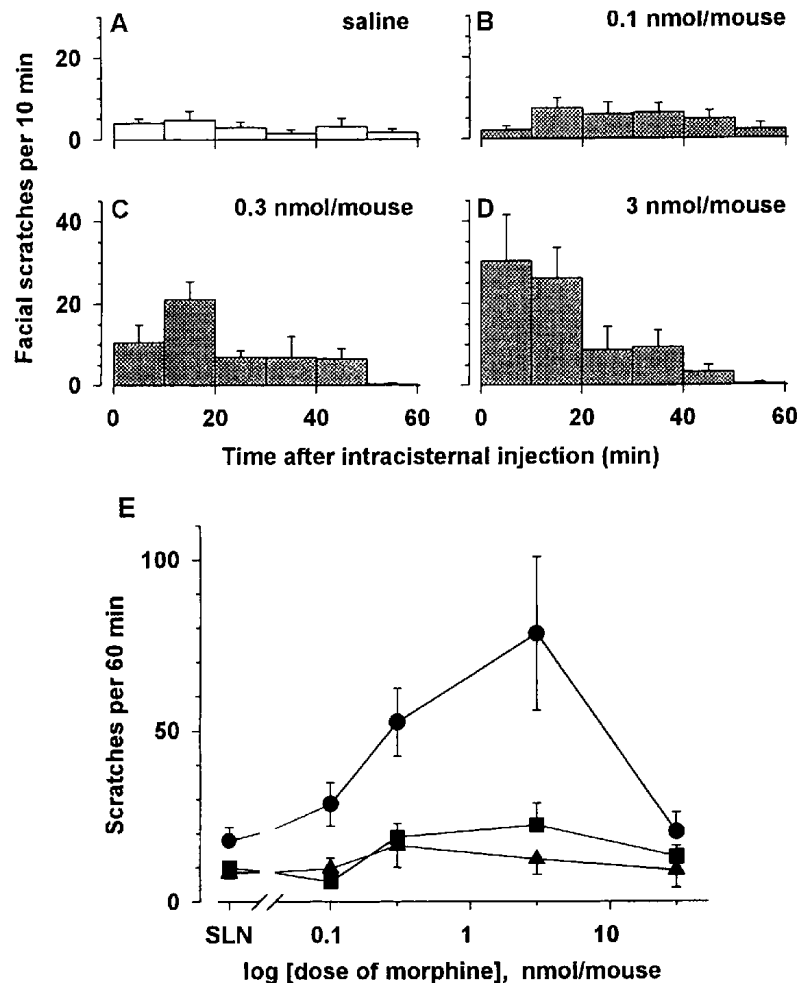 A
saline
B
0.1 nmol/mouse
20
0
C
0.3 nmol/mouse
D
3 nmol/mouse
40
20
0
Facial scratches per 10 min
0 20 40 60
0 20 40 60
Time after intracisternal injection (min)
E
100
50
0
Scratches per 60 min
SLN 0.1 1 10
log [dose of morphine], nmol/mouse